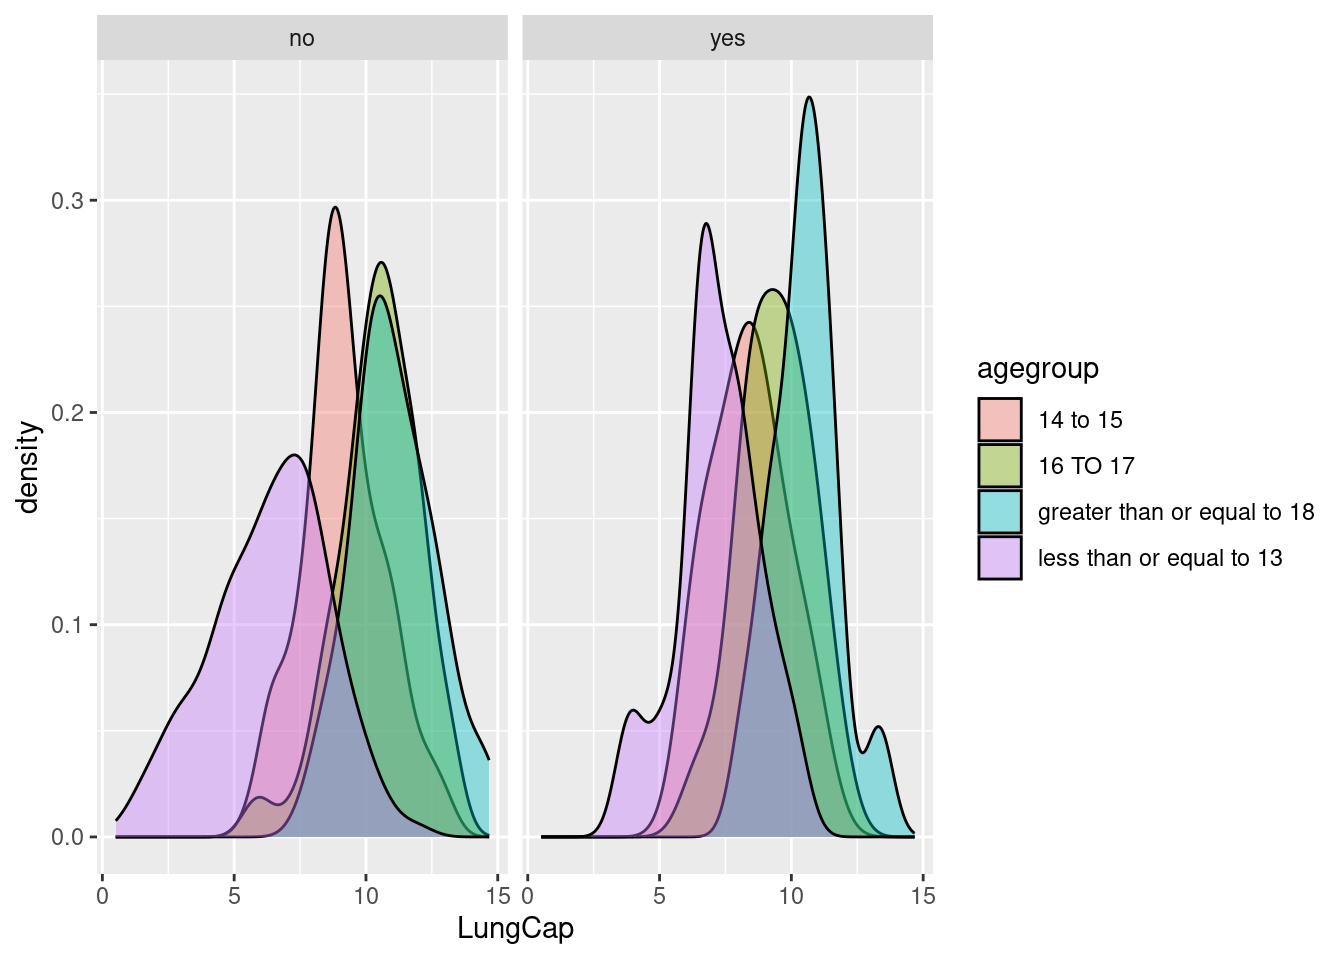 no
yes
0.3
0.2
0.1
0.0
density
0 5 10 15
0 5 10 15
LungCap
agegroup
14 to 15
16 TO 17
greater than or equal to 18
less than or equal to 13